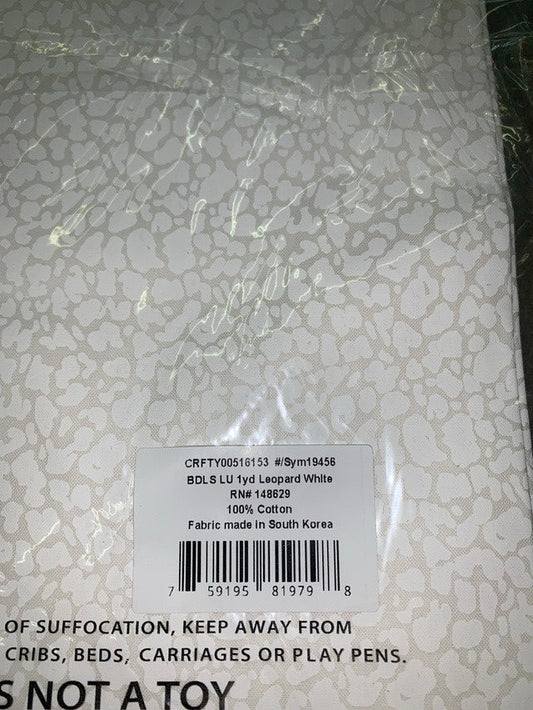 CRFTY00516153 #/Sym19456
BDLS LU 1yd Leopard White
RN# 148629
100% Cotton
Fabric made in South Korea
7 59195 81979 8
OF SUFFOCATION, KEEP AWAY FROM
CRIBS, BEDS, CARRIAGES OR PLAY PENS.
S NOT A TOY